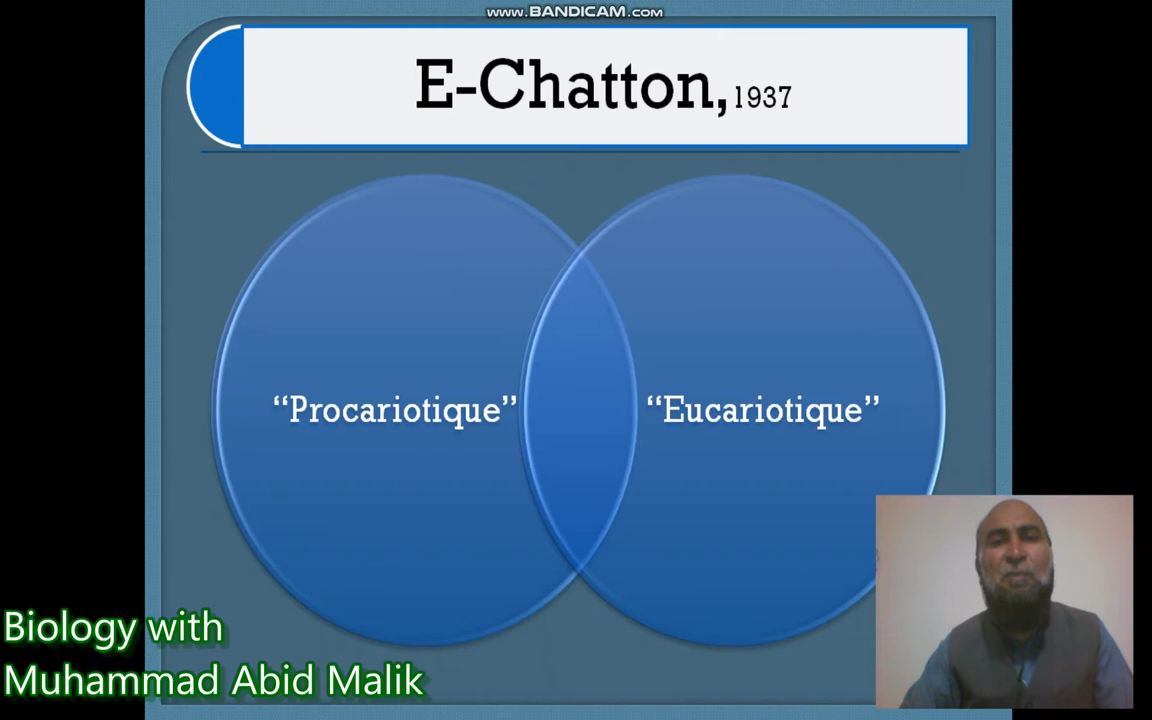 www.BANDICAM.com
E-Chatton,1937
“Procariotique” “Eucariotique”
Biology with
Muhammad Abid Malik